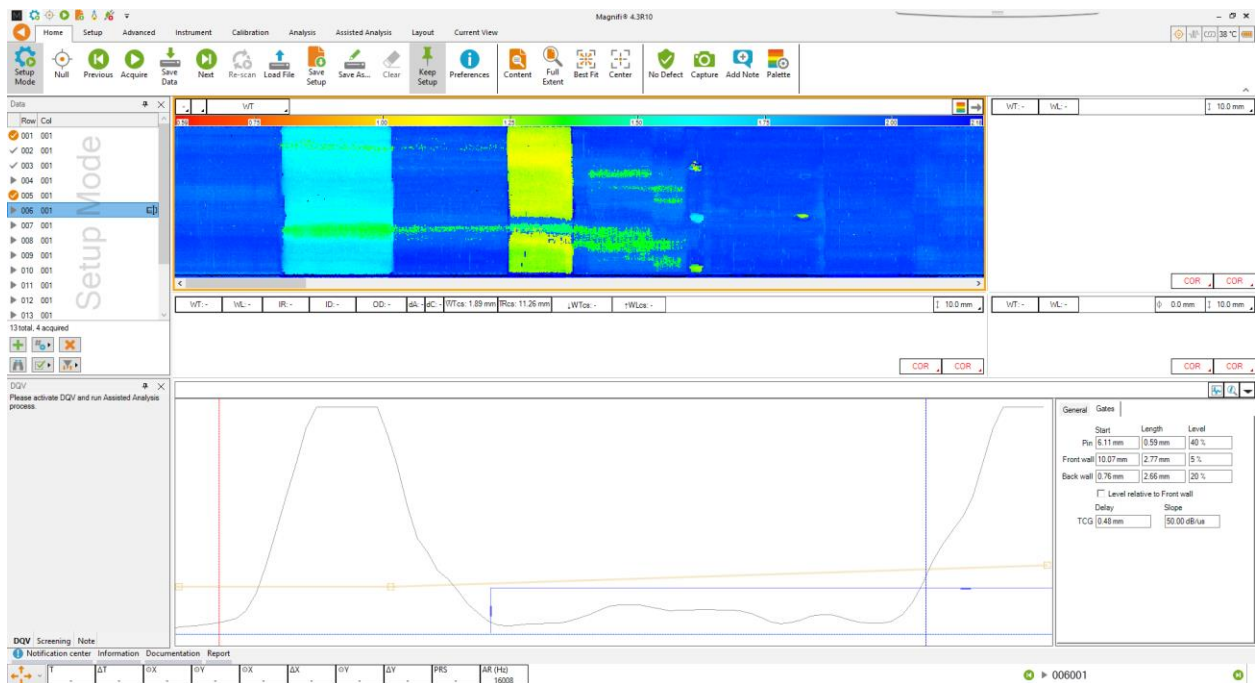 Magnifi® 4.3R10
Home Setup Advanced Instrument Calibration Analysis Assisted Analysis Layout Current View
38 °C
Setup Mode
Null
Previous
Acquire
Save Data
Next
Re-scan
Load File
Save Setup
Save As...
Clear
Keep Setup
Preferences
Content
Full Extent
Best Fit
Center
No Defect
Capture
Add Note
Palette
Data
Row Col
001 001
002 001
003 001
004 001
005 001
006 001
007 001
008 001
009 001
010 001
011 001
012 001
013 001
Setup Mode
13 total, 4 acquired
WT
0.75 1.00 1.25 1.50 1.75 2.00
WT: - WL: - 10.0 mm
COR COR
WT: - WL: - IR: - ID: - OD: - dA: - dC: - WTcs: 1.89 mm TRcs: 11.26 mm ↓WTcs: - ↑WLcs: - 10.0 mm
COR COR
WT: - WL: - 0.0 mm 10.0 mm
COR COR
DQV
Please activate DQV and run Assisted Analysis
process.
DQV Screening Note
General Gates
Start Length Level
Pin 6.11 mm 0.59 mm 40 %
Front wall 10.07 mm 2.77 mm 5 %
Back wall 0.76 mm 2.66 mm 20 %
Level relative to Front wall
Delay Slope
TCG 0.48 mm 50.00 dB/us
Notification center Information Documentation Report
T ΔT ΔX ΔY PRS AR (Hz)
- - - - - 16008
006001